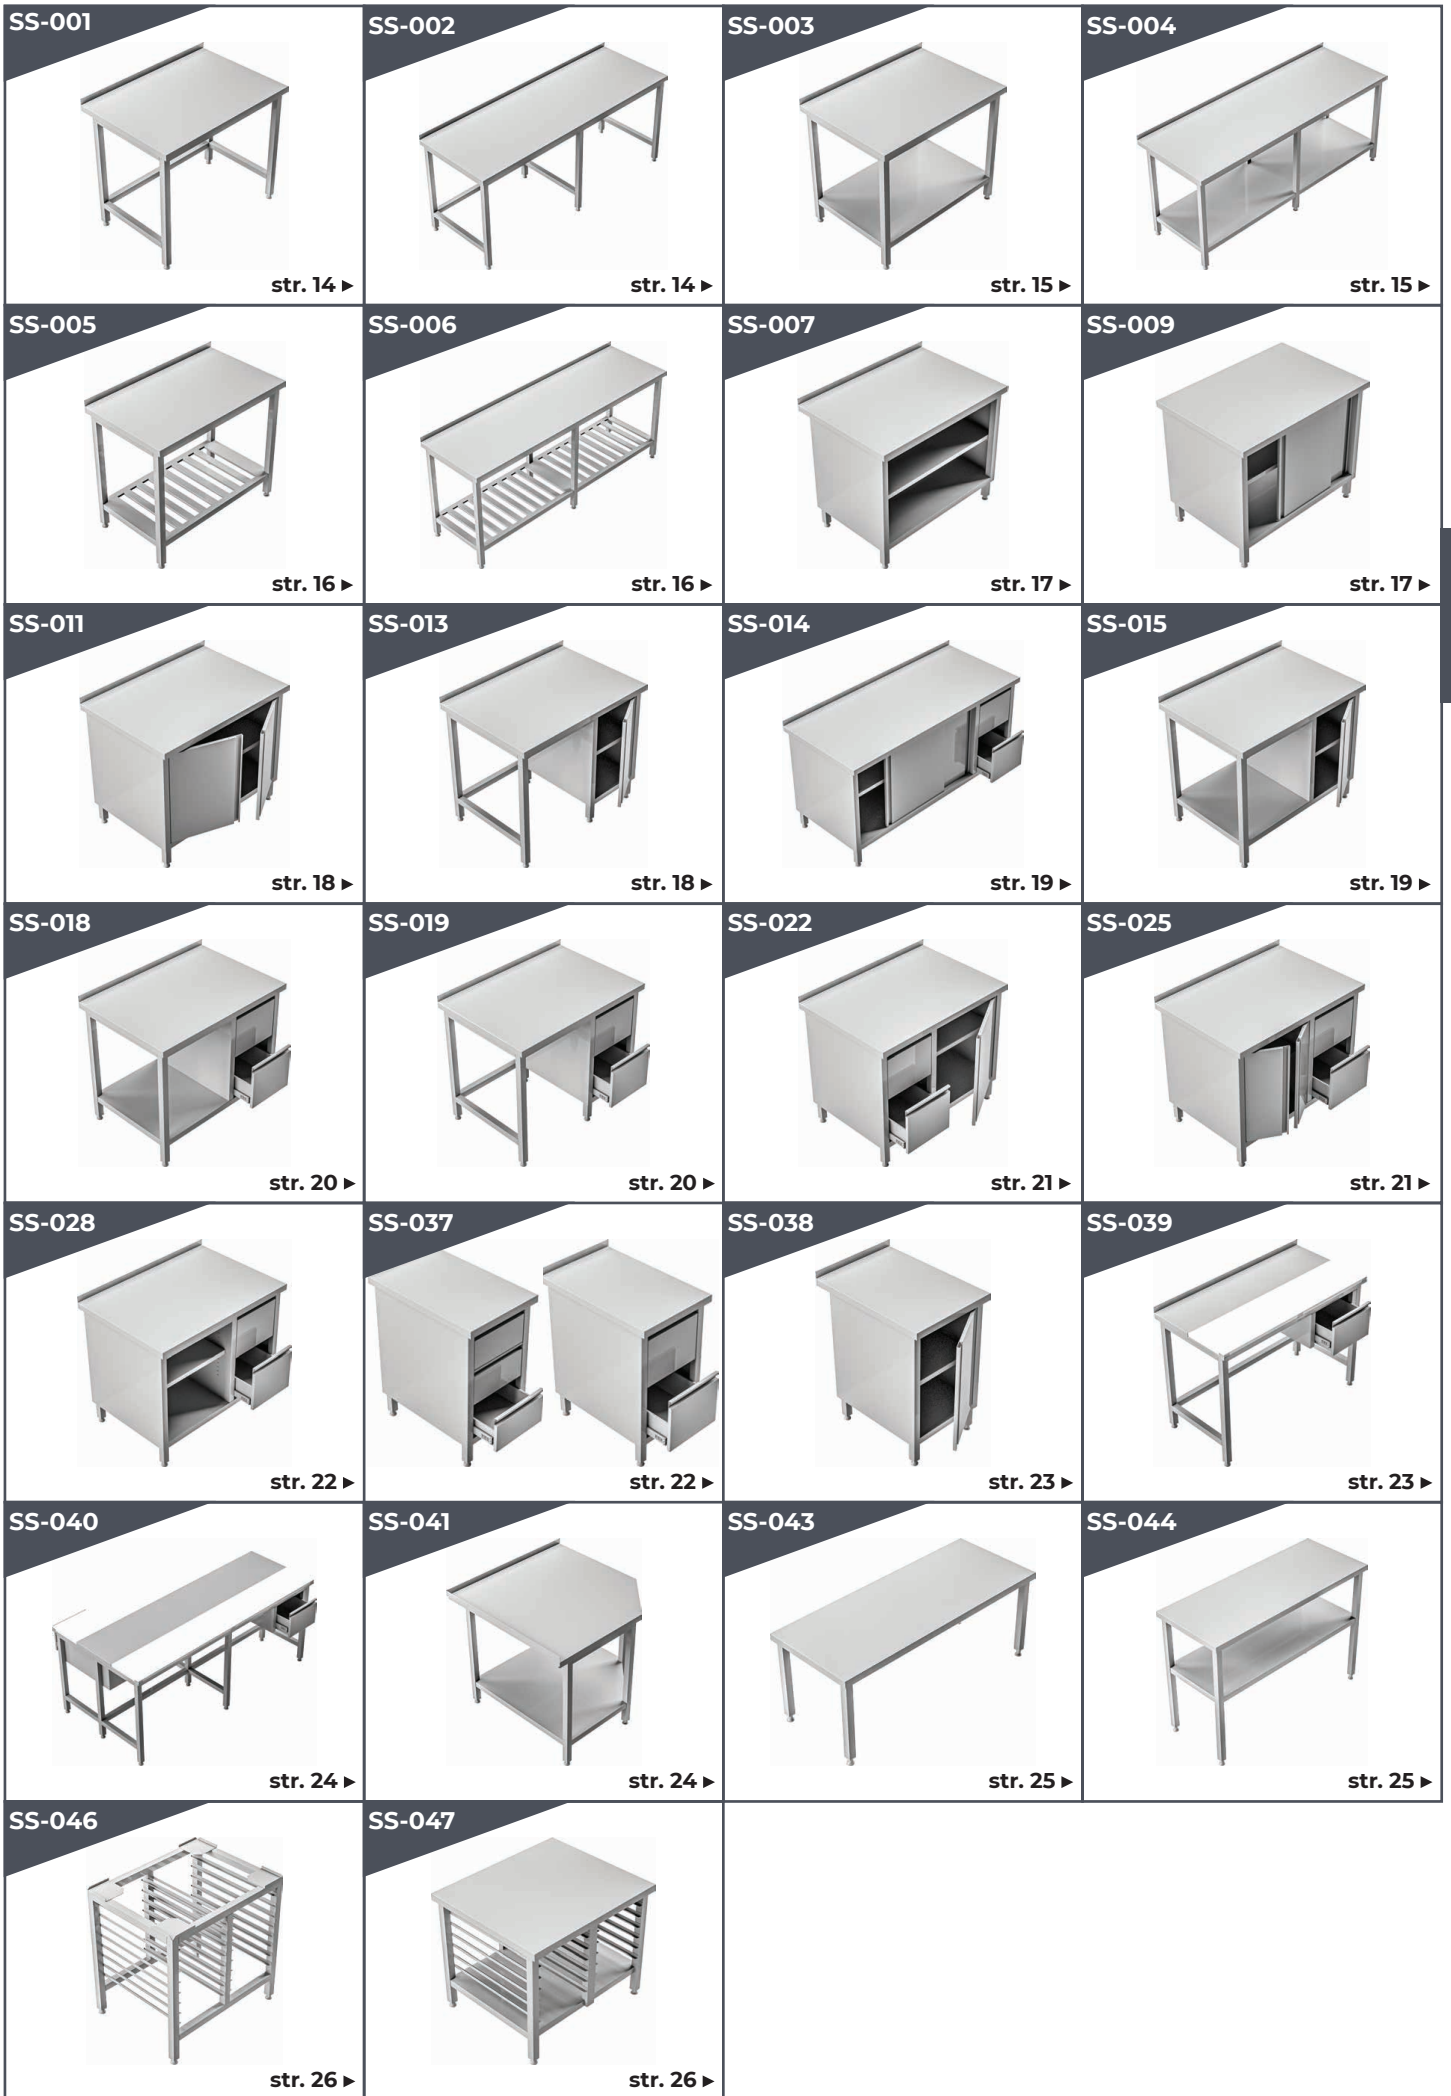 SS-001
SS-002
SS-003
SS-004
str. 14 ►
str. 14 ►
str. 15 ►
str. 15 ►
SS-005
SS-006
SS-007
SS-009
str. 16 ►
str. 16 ►
str. 17 ►
str. 17 ►
SS-011
SS-013
SS-014
SS-015
str. 18 ►
str. 18 ►
str. 19 ►
str. 19 ►
SS-018
SS-019
SS-022
SS-025
str. 20 ►
str. 20 ►
str. 21 ►
str. 21 ►
SS-028
SS-037
SS-038
SS-039
str. 22 ►
str. 22 ►
str. 23 ►
str. 23 ►
SS-040
SS-041
SS-043
SS-044
str. 24 ►
str. 24 ►
str. 25 ►
str. 25 ►
SS-046
SS-047
str. 26 ►
str. 26 ►